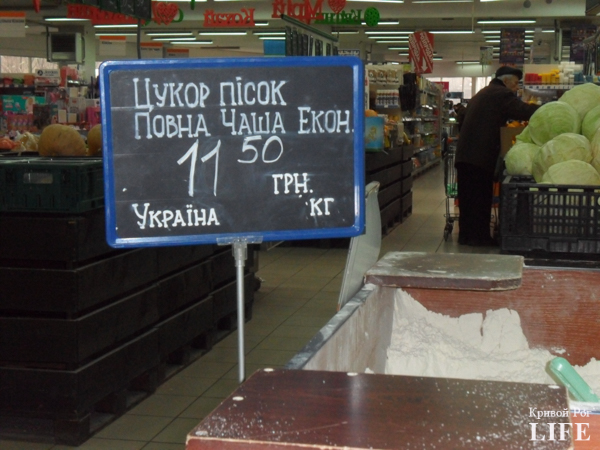 Цукор пісок
Повна Чаша Екон.
11 50
грн.
Україна кг
Кривой Рог
LIFE